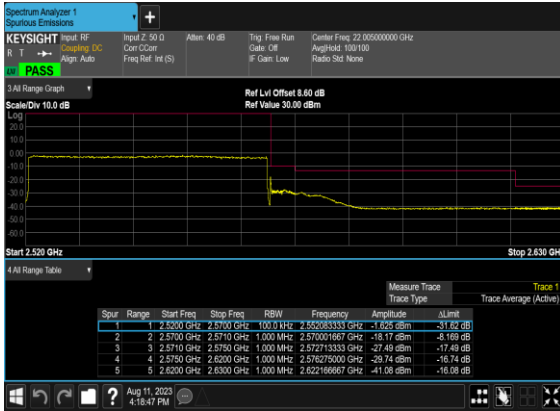 Spectrum Analyzer 1
Spurious Emissions
+
KEYSIGHT Input: RF Input Z: 50 Ω Atten: 40 dB Trig: Free Run Center Freq: 22.005000000 GHz
R T Coupling: DC Corr CCorr Gate: Off Avg|Hold: 100/100
Align: Auto Freq Ref: Int (S) IF Gain: Low Radio Std: None
PASS
3 All Range Graph
Ref Lvl Offset 8.60 dB
Scale/Div 10.0 dB Ref Value 30.00 dBm
Log
20.0
10.0
0.00
-10.0
-20.0
-30.0
-40.0
-50.0
-60.0
Start 2.520 GHz Stop 2.630 GH
4 All Range Table
Measure Trace Trace 1
Trace Type Trace Average (Active)
Spur Range Start Freq Stop Freq RBW Frequency Amplitude ΔLimit
1 1 2.5200 GHz 2.5700 GHz 100.0 kHz 2.552083333 GHz -1.625 dBm -31.62 dB
2 2 2.5700 GHz 2.5710 GHz 1.000 MHz 2.570001667 GHz -18.17 dBm -8.169 dB
3 3 2.5710 GHz 2.5750 GHz 1.000 MHz 2.572713333 GHz -27.49 dBm -17.49 dB
4 4 2.5750 GHz 2.6200 GHz 1.000 MHz 2.576275000 GHz -29.74 dBm -16.74 dB
5 5 2.6200 GHz 2.6300 GHz 1.000 MHz 2.622166667 GHz -41.08 dBm -16.08 dB
?
Aug 11, 2023
4:18:47 PM